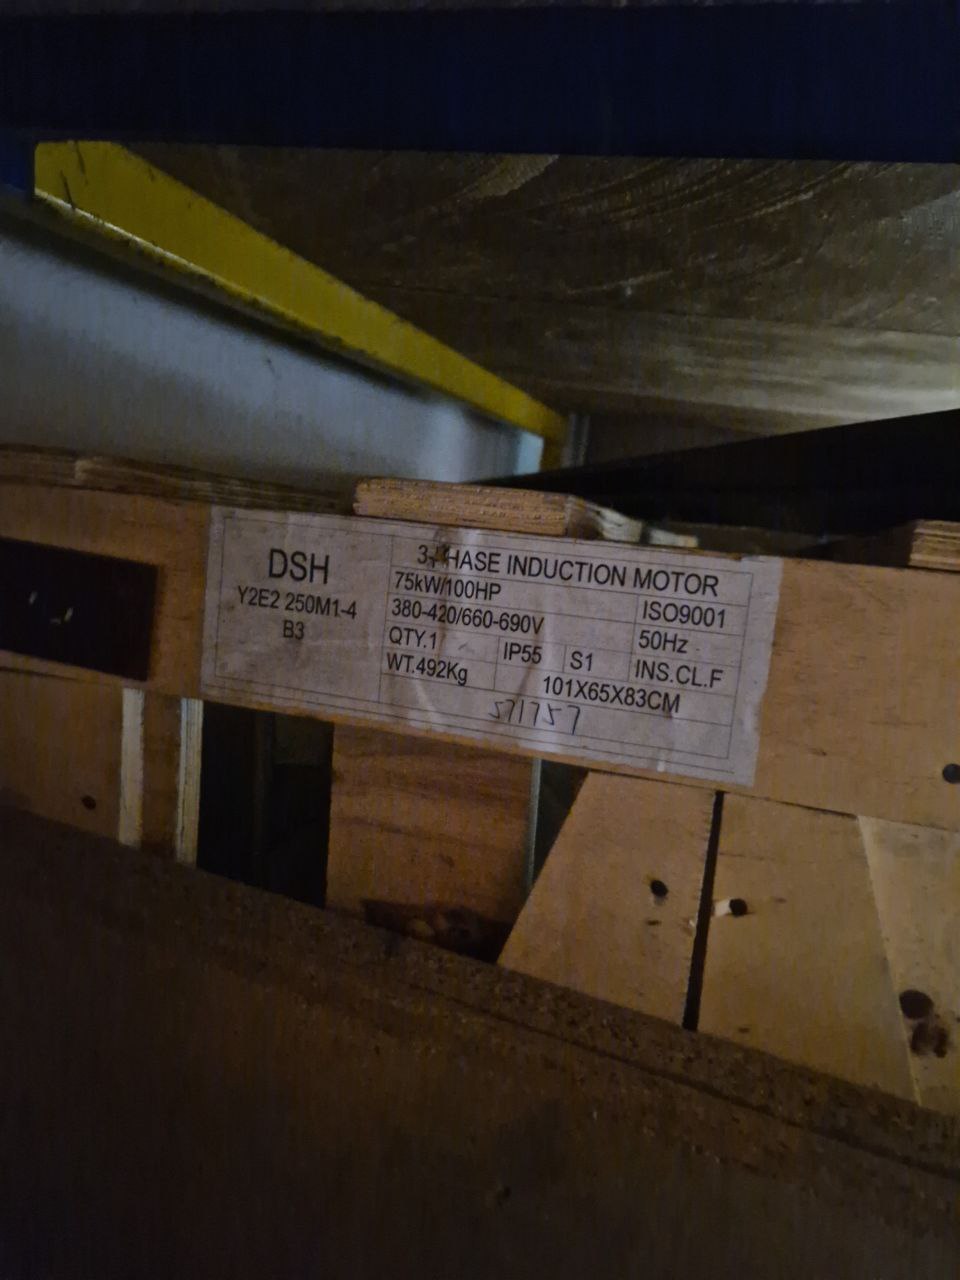 DSH
Y2E2 250M1-4
B3
3-PHASE INDUCTION MOTOR
75kW/100HP
ISO9001
380-420/660-690V
50Hz
QTY.1
IP55
S1
INS.CL.F
WT.492Kg
101X65X83CM